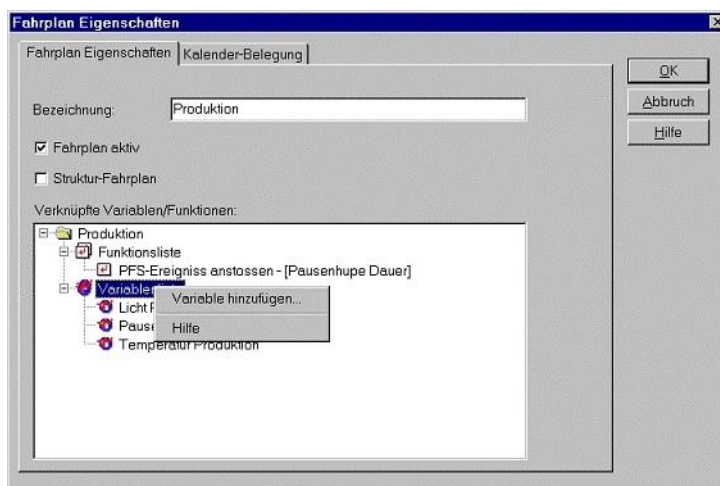 Fahrplan Eigenschaften
Fahrplan Eigenschaften Kalender-Belegung
OK
Abbruch
Hilfe
Bezeichnung: Produktion
Fahrplan aktiv
Struktur-Fahrplan
Verknüpfte Variablen/Funktionen:
Produktion
Funktionsliste
PFS-Ereigniss anstossen - [Pausenhupe Dauer]
Variable hinzufügen...
Licht
Hilfe
Temperatur Produktion